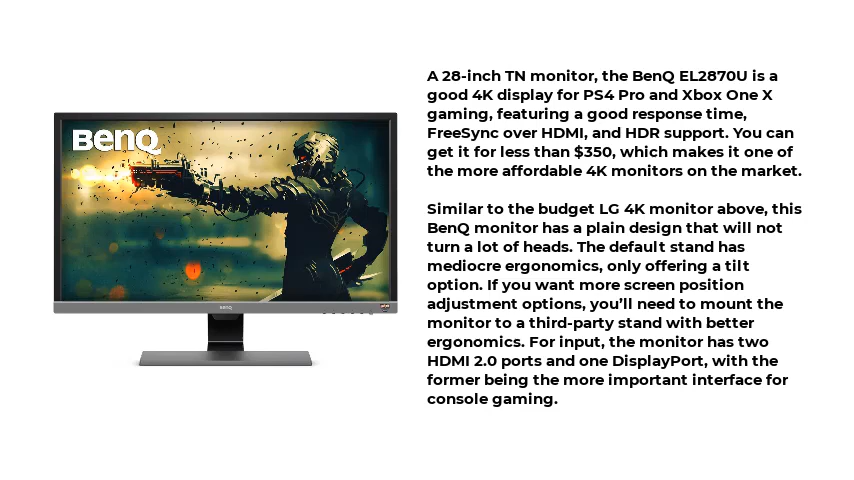 BenQ
BenQ
A 28-inch TN monitor, the BenQ EL2870U is a
good 4K display for PS4 Pro and Xbox One X
gaming, featuring a good response time,
FreeSync over HDMI, and HDR support. You can
get it for less than $350, which makes it one of
the more affordable 4K monitors on the market.
Similar to the budget LG 4K monitor above, this
BenQ monitor has a plain design that will not
turn a lot of heads. The default stand has
mediocre ergonomics, only offering a tilt
option. If you want more screen position
adjustment options, you’ll need to mount the
monitor to a third-party stand with better
ergonomics. For input, the monitor has two
HDMI 2.0 ports and one DisplayPort, with the
former being the more important interface for
console gaming.